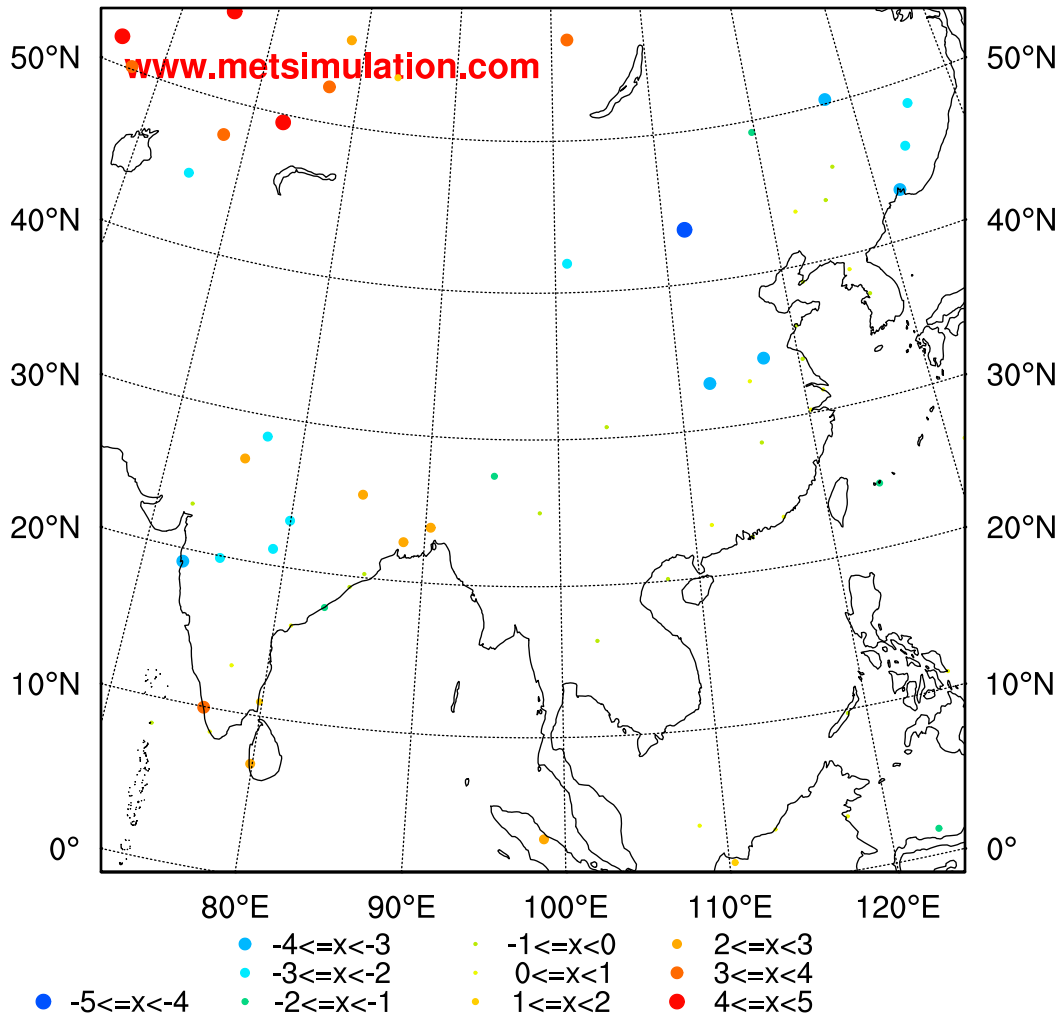 50°N 50°N
www.metsimulation.com
40°N 40°N
30°N 30°N
20°N 20°N
10°N 10°N
0° 0°
80°E 90°E 100°E 110°E 120°E
-4<=x<-3 -1<=x<0 2<=x<3
-3<=x<-2 0<=x<1 3<=x<4
-5<=x<-4 -2<=x<-1 1<=x<2 4<=x<5